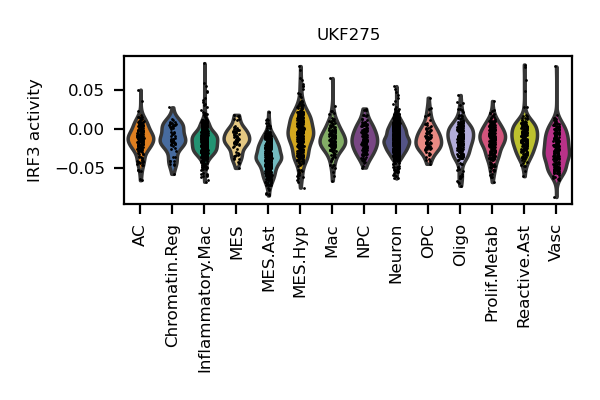 UKF275
IRF3 activity
0.05
0.00
−0.05
AC
Chromatin.Reg
Inflammatory.Mac
MES
MES.Ast
MES.Hyp
Mac
NPC
Neuron
OPC
Oligo
Prolif.Metab
Reactive.Ast
Vasc